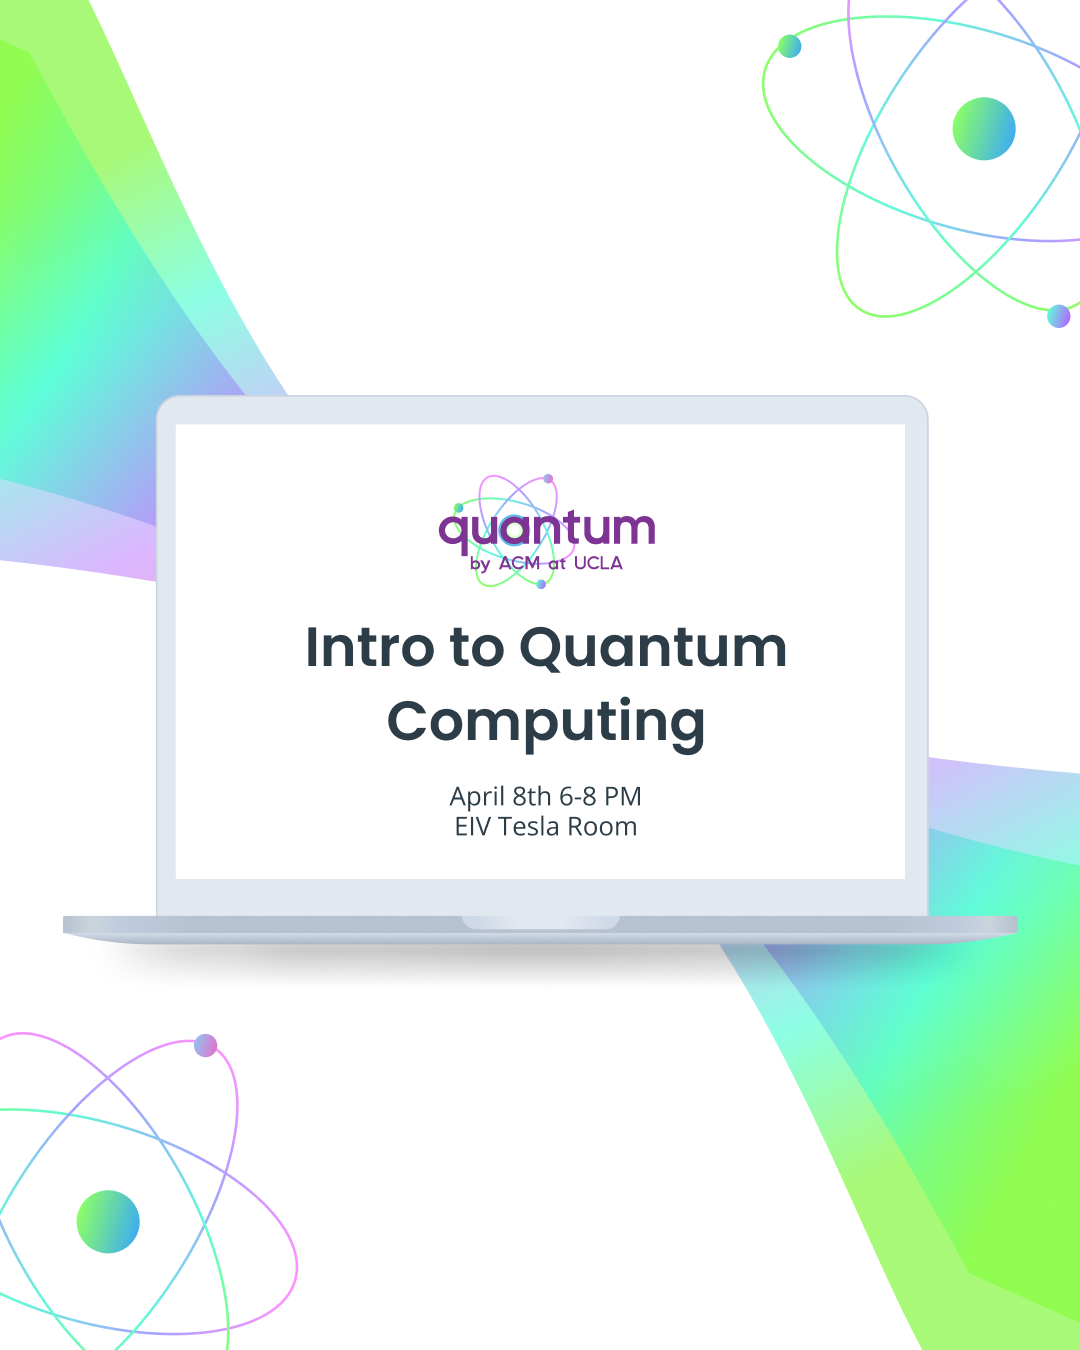 quantum
by ACM at UCLA
Intro to Quantum
Computing
April 8th 6-8 PM
EIV Tesla Room